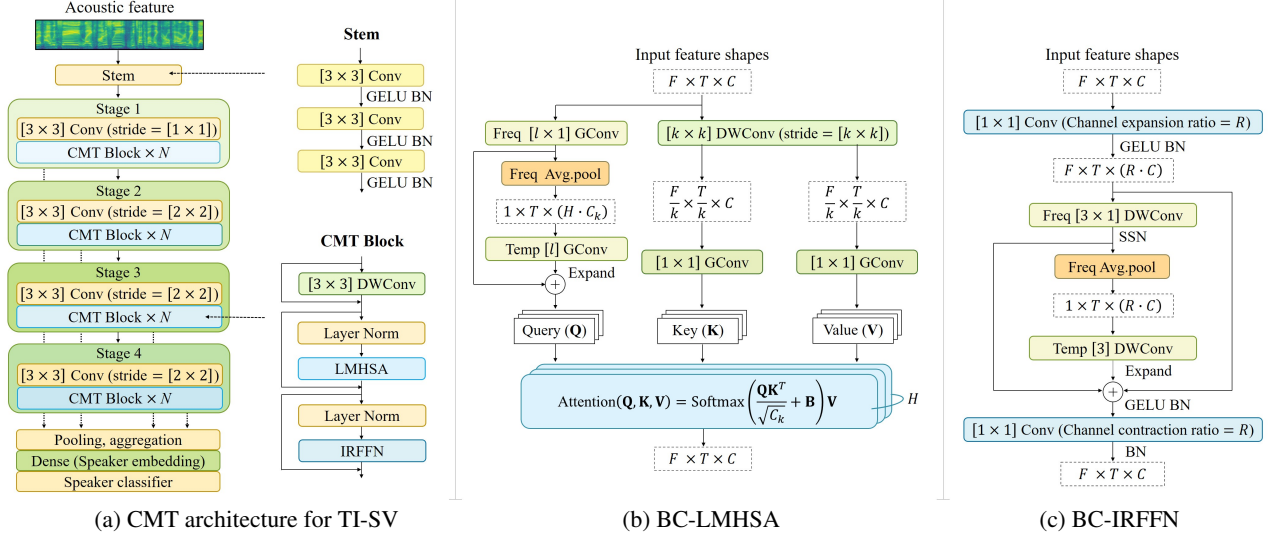 Acoustic feature
Stem
Stage 1
[3 × 3] Conv (stride = [1 × 1])
CMT Block × N
Stage 2
[3 × 3] Conv (stride = [2 × 2])
CMT Block × N
Stage 3
[3 × 3] Conv (stride = [2 × 2])
CMT Block × N
Stage 4
[3 × 3] Conv (stride = [2 × 2])
CMT Block × N
Pooling, aggregation
Dense (Speaker embedding)
Speaker classifier
Stem
[3 × 3] Conv
GELU BN
[3 × 3] Conv
GELU BN
[3 × 3] Conv
GELU BN
CMT Block
[3 × 3] DWConv
Layer Norm
LMHSA
Layer Norm
IRFFN
(a) CMT architecture for TI-SV
Input feature shapes
F × T × C
Freq [l × 1] GConv
[k × k] DWConv (stride = [k × k])
Freq Avg.pool
1 × T × (H · C_k)
Temp [l] GConv
Expand
+
F/k × T/k × C
F/k × T/k × C
[1 × 1] GConv
[1 × 1] GConv
Query (Q)
Key (K)
Value (V)
Attention(Q, K, V) = Softmax(QK^T/√C_k + B) V
H
F × T × C
(b) BC-LMHSA
Input feature shapes
F × T × C
[1 × 1] Conv (Channel expansion ratio = R)
GELU BN
F × T × (R · C)
Freq [3 × 1] DWConv
SSN
Freq Avg.pool
1 × T × (R · C)
Temp [3] DWConv
Expand
+
GELU BN
[1 × 1] Conv (Channel contraction ratio = R)
BN
F × T × C
(c) BC-IRFFN